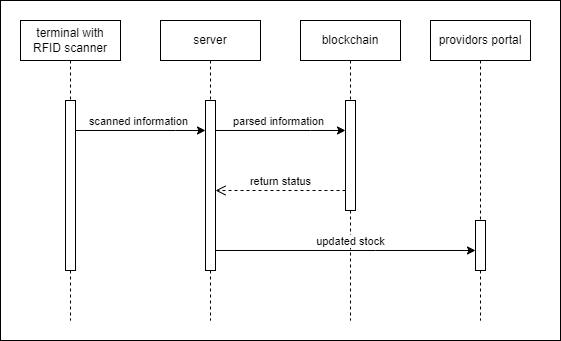 terminal with
RFID scanner
server
blockchain
providors portal
scanned information
parsed information
return status
updated stock